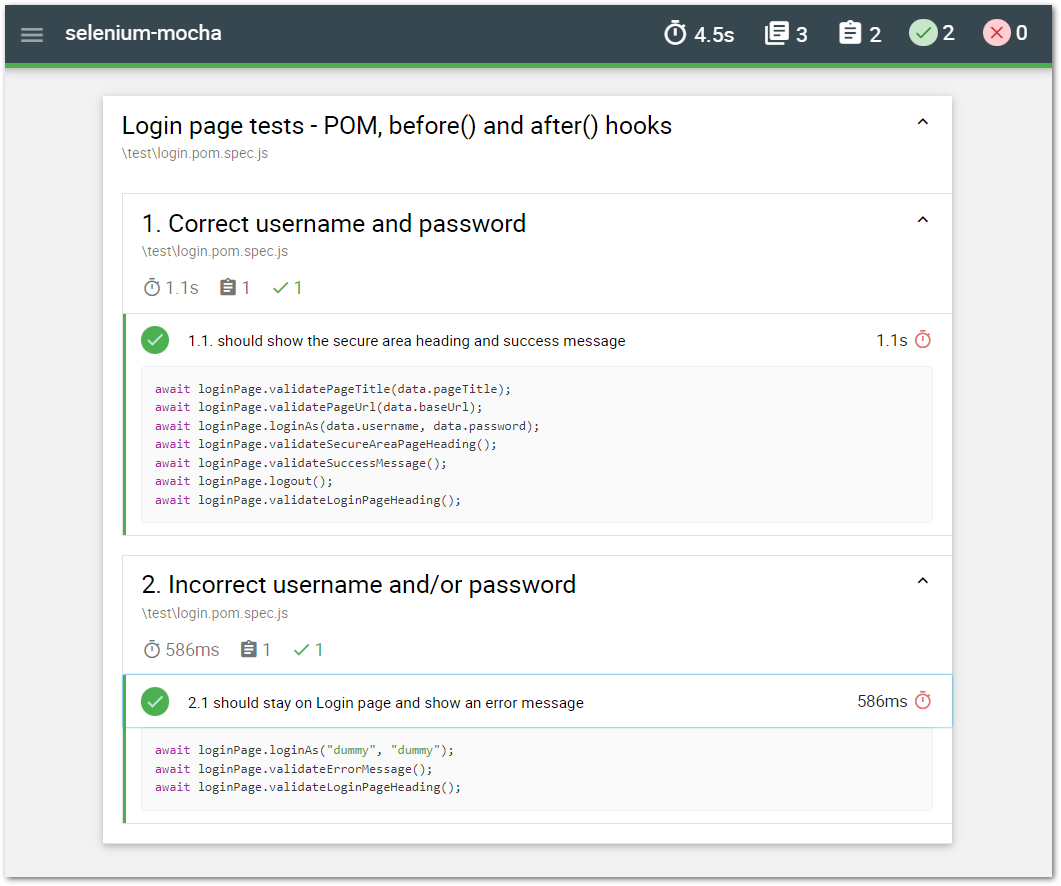 selenium-mocha 4.5s 3 2 2 0
Login page tests - POM, before() and after() hooks
\test\login.pom.spec.js
1. Correct username and password
\test\login.pom.spec.js
1.1s 1 1
1.1. should show the secure area heading and success message 1.1s
await loginPage.validatePageTitle(data.pageTitle);
await loginPage.validatePageUrl(data.baseUrl);
await loginPage.loginAs(data.username, data.password);
await loginPage.validateSecureAreaPageHeading();
await loginPage.validateSuccessMessage();
await loginPage.logout();
await loginPage.validateLoginPageHeading();
2. Incorrect username and/or password
\test\login.pom.spec.js
586ms 1 1
2.1 should stay on Login page and show an error message 586ms
await loginPage.loginAs("dummy", "dummy");
await loginPage.validateErrorMessage();
await loginPage.validateLoginPageHeading();